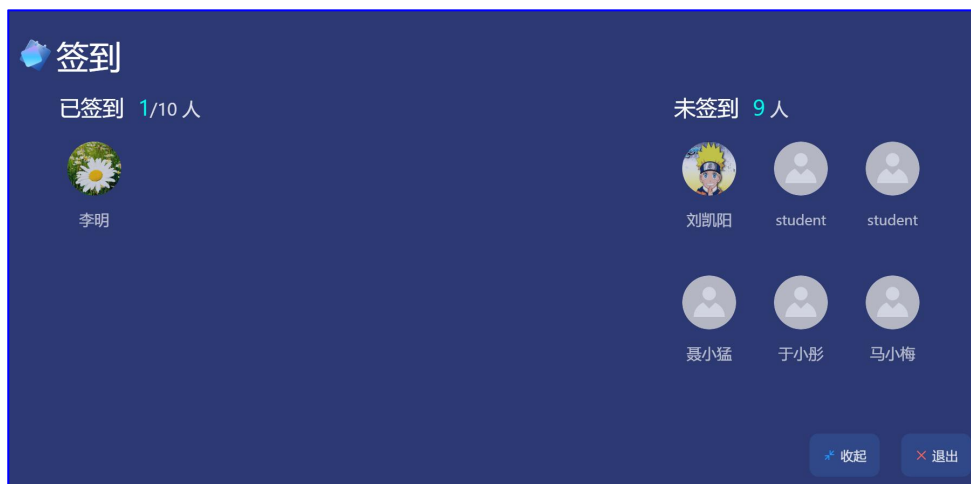 签到
已签到 1/10 人
未签到 9 人
李明
刘凯阳 student student
聂小猛 于小彤 马小梅
收起 退出